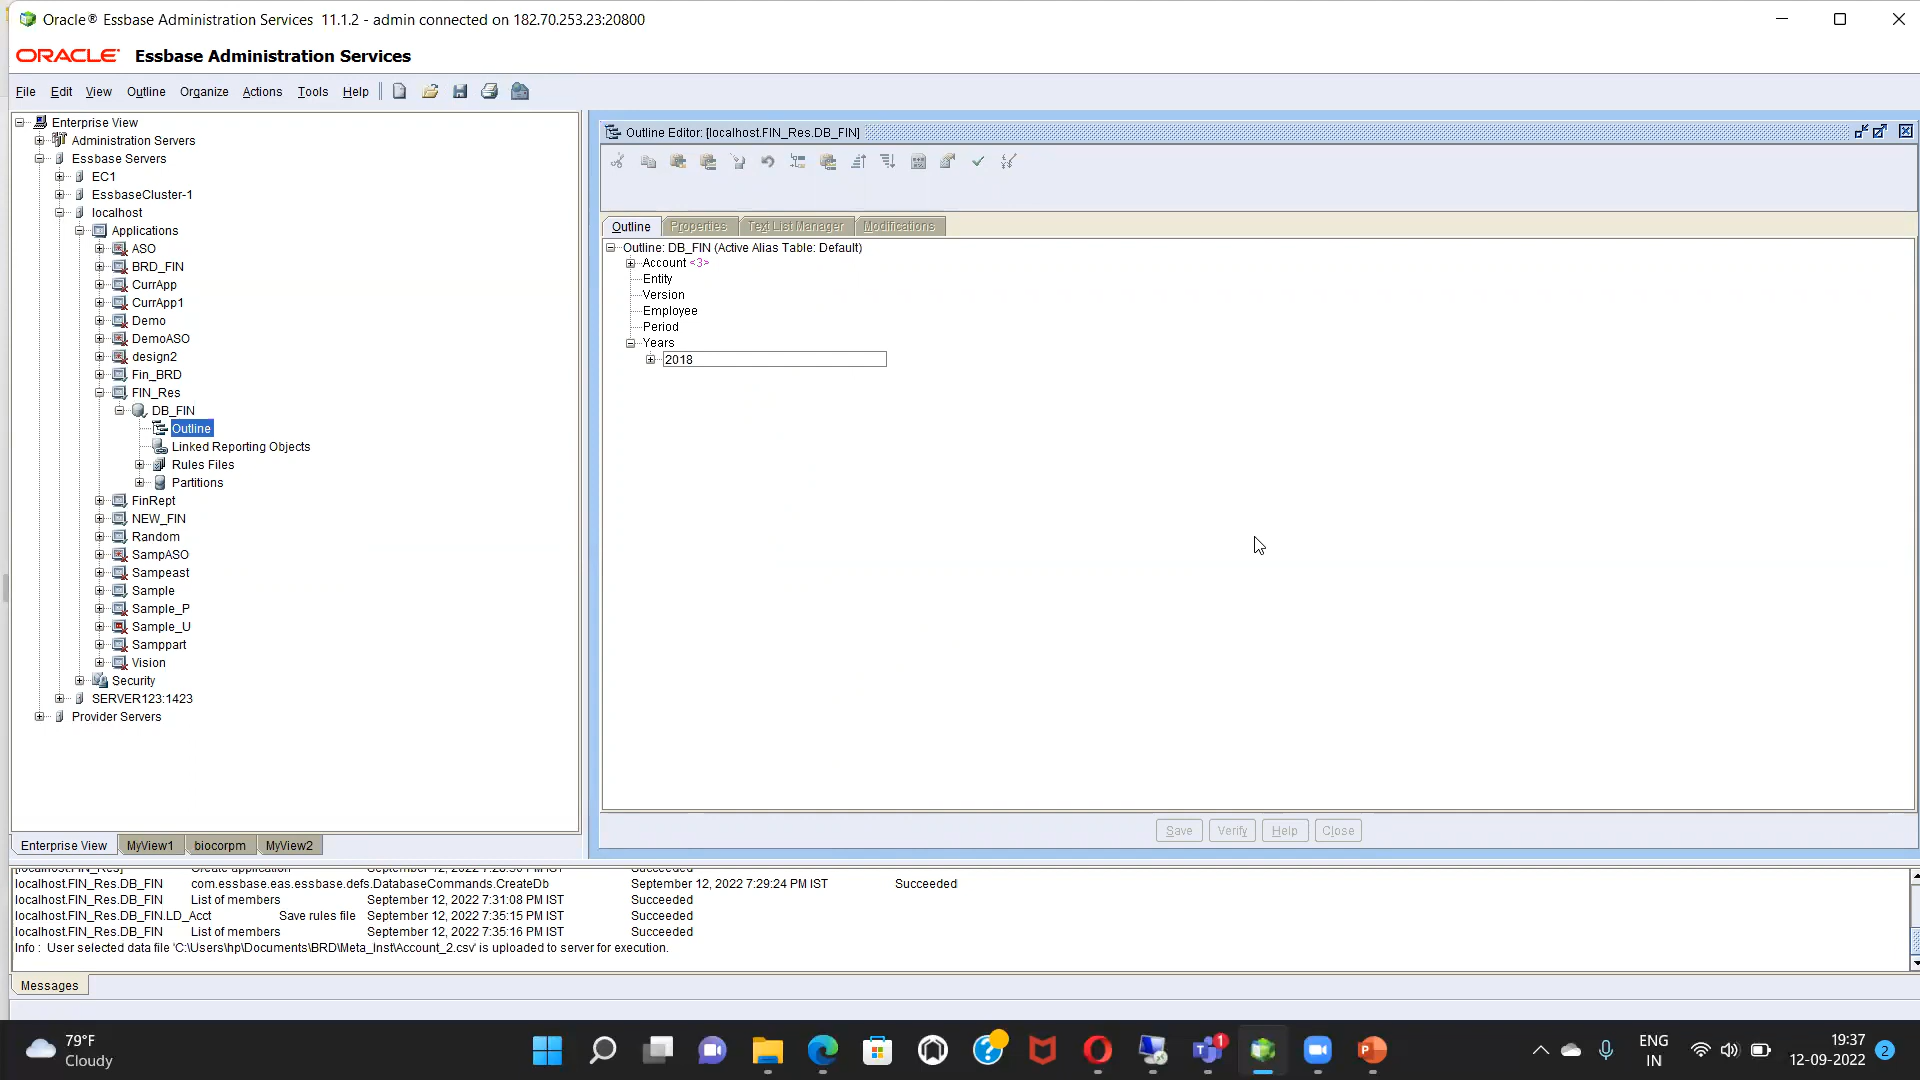 Oracle® Essbase Administration Services 11.1.2 - admin connected on 182.70.253.23:20800
ORACLE Essbase Administration Services
File Edit View Outline Organize Actions Tools Help
Enterprise View
Administration Servers
Essbase Servers
EC1
EssbaseCluster-1
localhost
Applications
ASO
BRD_FIN
CurrApp
CurrApp1
Demo
DemoASO
design2
Fin_BRD
FIN_Res
DB_FIN
Outline
Linked Reporting Objects
Rules Files
Partitions
FinRept
NEW_FIN
Random
SampASO
Sampeast
Sample
Sample_P
Sample_U
Samppart
Vision
Security
SERVER123:1423
Provider Servers
Enterprise View MyView1 biocorpm MyView2
Outline Editor: [localhost.FIN_Res.DB_FIN]
Outline Properties Text List Manager Modifications
Outline: DB_FIN (Active Alias Table: Default)
Account <3>
Entity
Version
Employee
Period
Years
2018
Save Verify Help Close
[localhost.FIN_Res] Create application
localhost.FIN_Res.DB_FIN com.essbase.eas.essbase.defs.DatabaseCommands.CreateDb September 12, 2022 7:29:24 PM IST Succeeded
localhost.FIN_Res.DB_FIN List of members September 12, 2022 7:31:08 PM IST Succeeded
localhost.FIN_Res.DB_FIN.LD_Acct Save rules file September 12, 2022 7:35:15 PM IST Succeeded
localhost.FIN_Res.DB_FIN List of members September 12, 2022 7:35:16 PM IST Succeeded
Info : User selected data file 'C:\Users\hp\Documents\BRD\Meta_Inst\Account_2.csv' is uploaded to server for execution.
Messages
79°F
Cloudy
1
ENG
IN
19:37
12-09-2022
2